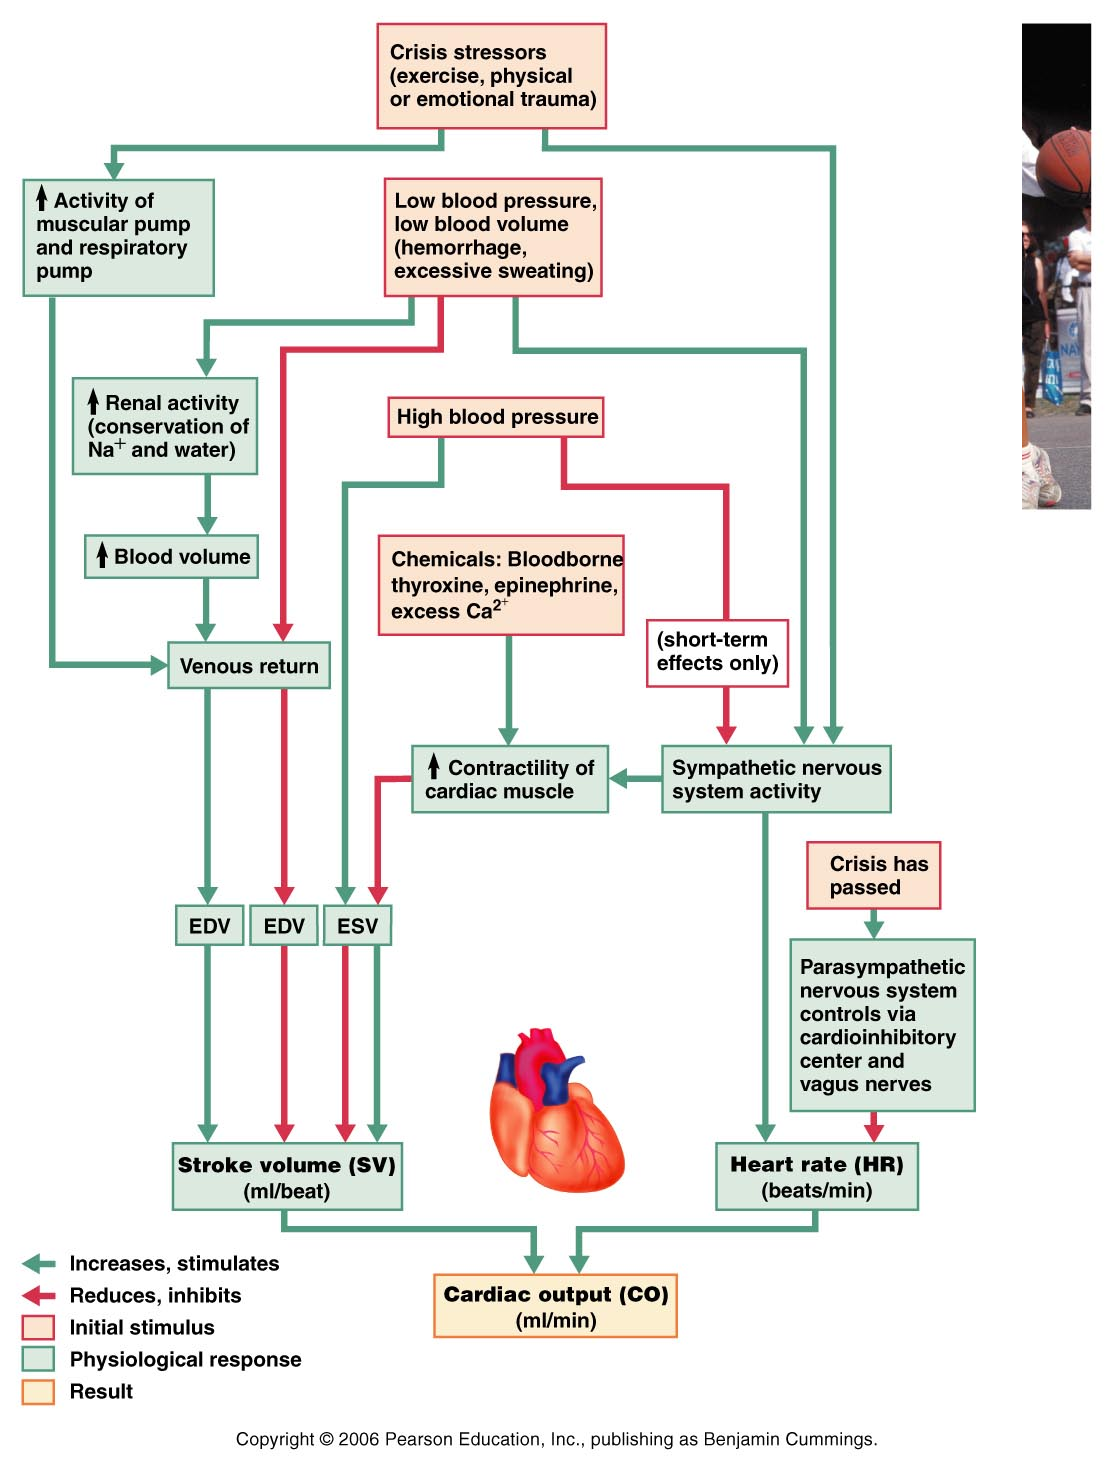 Crisis stressors
(exercise, physical
or emotional trauma)
Activity of
muscular pump
and respiratory
pump
Low blood pressure,
low blood volume
(hemorrhage,
excessive sweating)
Renal activity
(conservation of
Na+ and water)
High blood pressure
Blood volume
Chemicals: Bloodborne
thyroxine, epinephrine,
excess Ca2+
(short-term
effects only)
Venous return
Contractility of
cardiac muscle
Sympathetic nervous
system activity
Crisis has
passed
EDV
EDV
ESV
Parasympathetic
nervous system
controls via
cardioinhibitory
center and
vagus nerves
Stroke volume (SV)
(ml/beat)
Heart rate (HR)
(beats/min)
Cardiac output (CO)
(ml/min)
Increases, stimulates
Reduces, inhibits
Initial stimulus
Physiological response
Result
NAY
Copyright © 2006 Pearson Education, Inc., publishing as Benjamin Cummings.